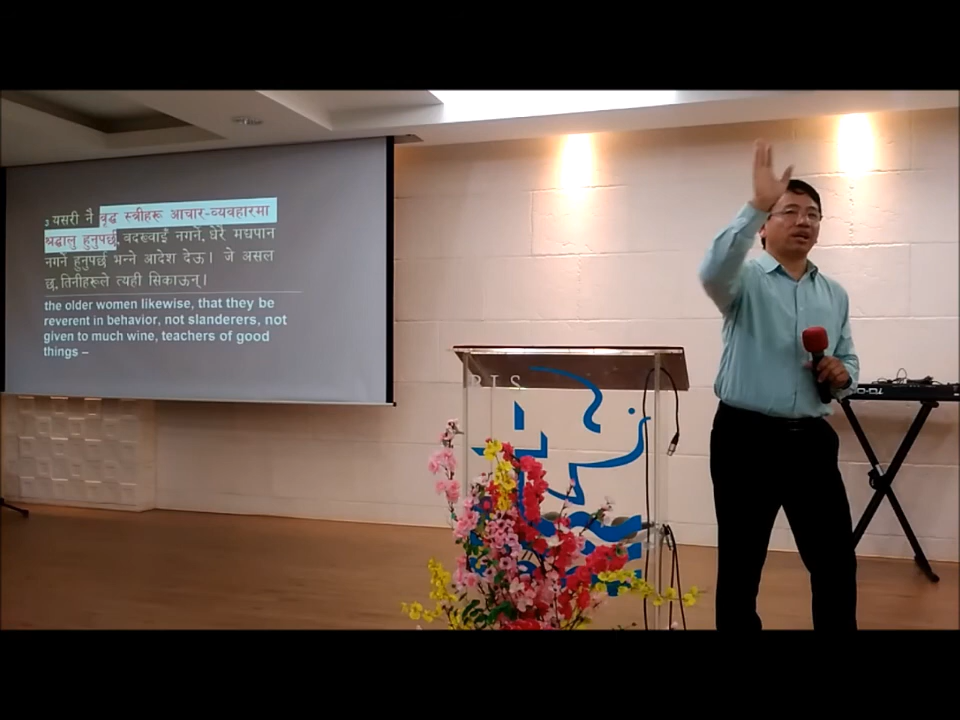 3 यसरी नै वृद्ध स्त्रीहरू आचार-व्यवहारमा
श्रद्धालु हुनुपर्छ, बदख्वाइँ नगर्ने, धेरै मद्यपान
नगर्ने हुनुपर्छ भन्ने आदेश देऊ। जे असल
छ, तिनीहरूले त्यही सिकाऊन्।
the older women likewise, that they be
reverent in behavior, not slanderers, not
given to much wine, teachers of good
things –